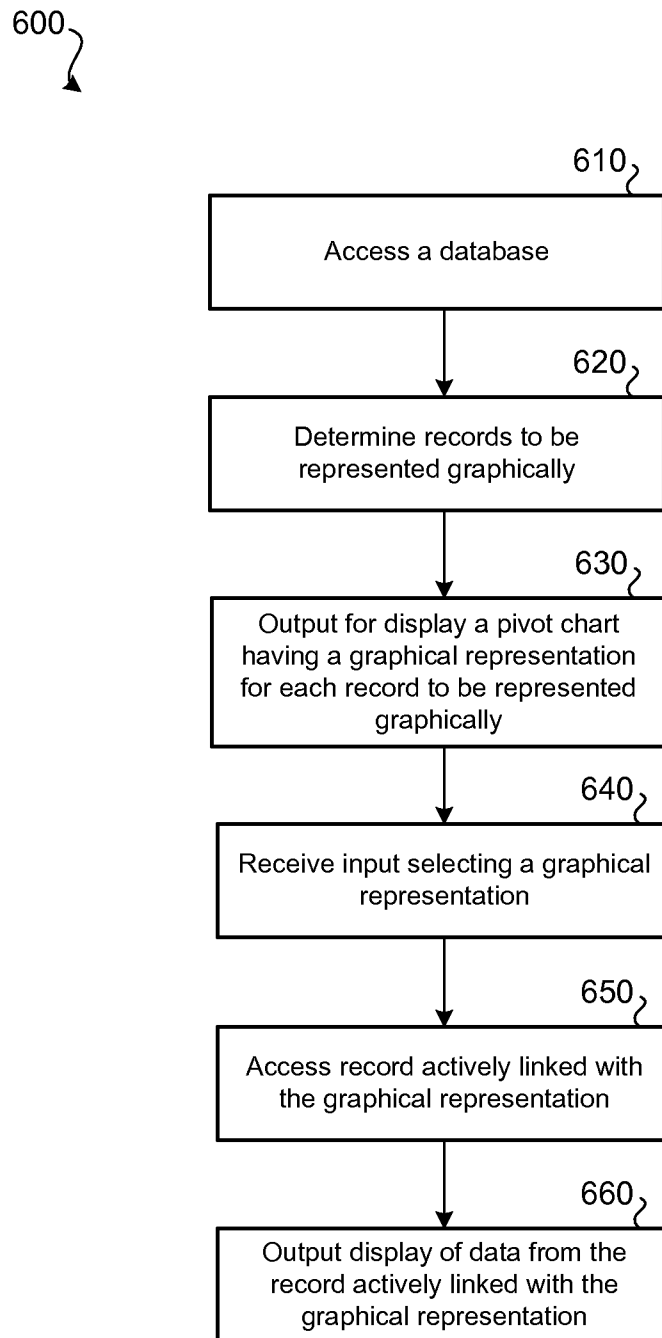 600
610
Access a database
620
Determine records to be
represented graphically
630
Output for display a pivot chart
having a graphical representation
for each record to be represented
graphically
640
Receive input selecting a graphical
representation
650
Access record actively linked with
the graphical representation
660
Output display of data from the
record actively linked with the
graphical representation